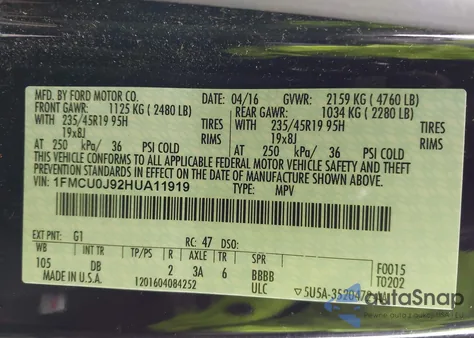 MFD. BY FORD MOTOR CO. DATE: 04/16 GVWR: 2159 KG ( 4760 LB)
FRONT GAWR: 1125 KG ( 2480 LB) REAR GAWR: 1034 KG ( 2280 LB)
WITH 235/45R19 95H TIRES WITH 235/45R19 95H TIRES
19x8J RIMS 19x8J RIMS
AT 250 kPa/ 36 PSI COLD AT 250 kPa/ 36 PSI COLD
THIS VEHICLE CONFORMS TO ALL APPLICABLE FEDERAL MOTOR VEHICLE SAFETY AND THEFT
PREVENTION STANDARDS IN EFFECT ON THE DATE OF MANUFACTURE SHOWN ABOVE.
VIN: 1FMCU0J92HUA11919 TYPE: MPV
EXT PNT: G1 RC: 47 DSO:
WB INT TR TP/PS R AXLE TR SPR
105 DB 2 3A 6 BBBB F0015
MADE IN U.S.A. ULC T0202
I201604084252 5U5A-3520472-AA
autoSnap